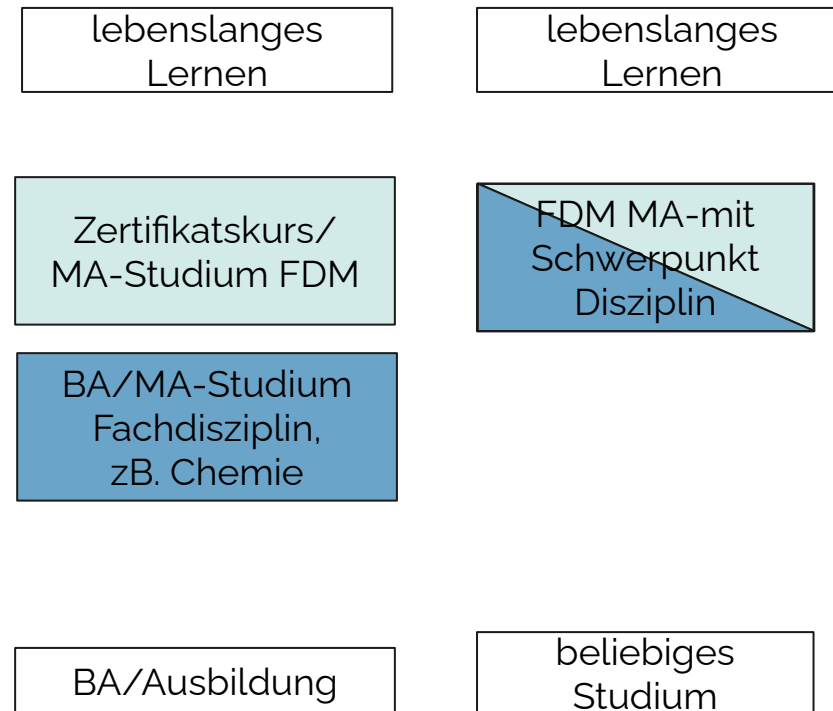 lebenslanges
Lernen
lebenslanges
Lernen
Zertifikatskurs/
MA-Studium FDM
FDM MA-mit
Schwerpunkt
Disziplin
BA/MA-Studium
Fachdisziplin,
zB. Chemie
BA/Ausbildung
beliebiges
Studium